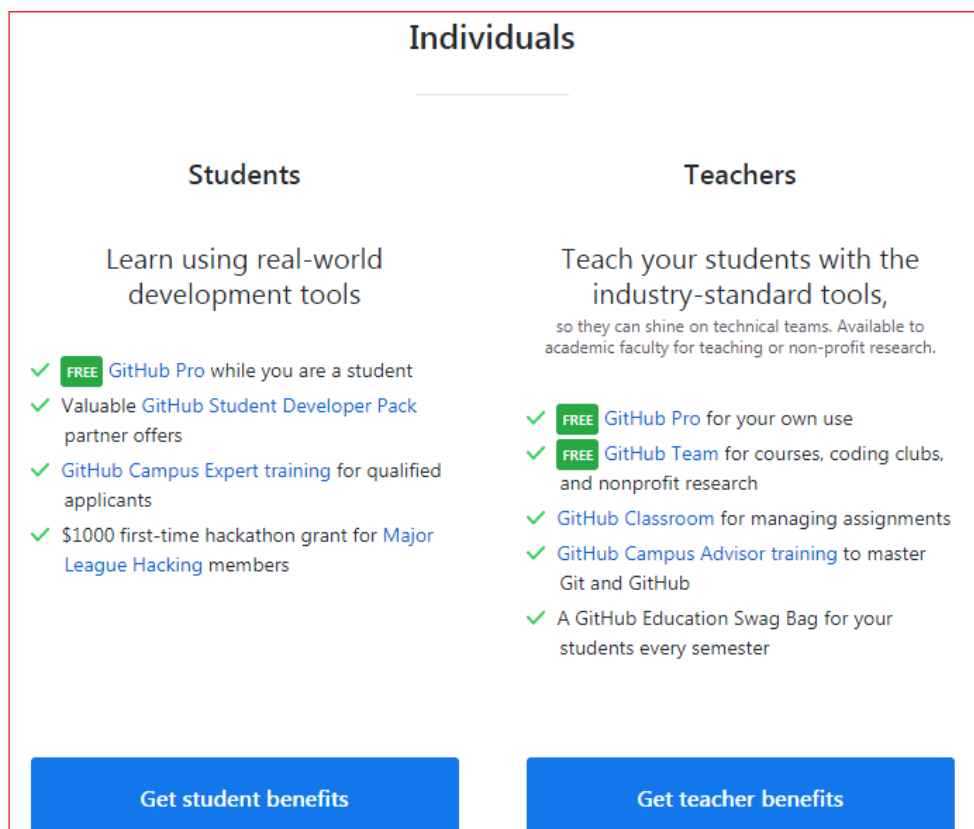 Individuals
Students
Learn using real-world
development tools
FREE GitHub Pro while you are a student
Valuable GitHub Student Developer Pack
partner offers
GitHub Campus Expert training for qualified
applicants
$1000 first-time hackathon grant for Major
League Hacking members
Get student benefits
Teachers
Teach your students with the
industry-standard tools,
so they can shine on technical teams. Available to
academic faculty for teaching or non-profit research.
FREE GitHub Pro for your own use
FREE GitHub Team for courses, coding clubs,
and nonprofit research
GitHub Classroom for managing assignments
GitHub Campus Advisor training to master
Git and GitHub
A GitHub Education Swag Bag for your
students every semester
Get teacher benefits